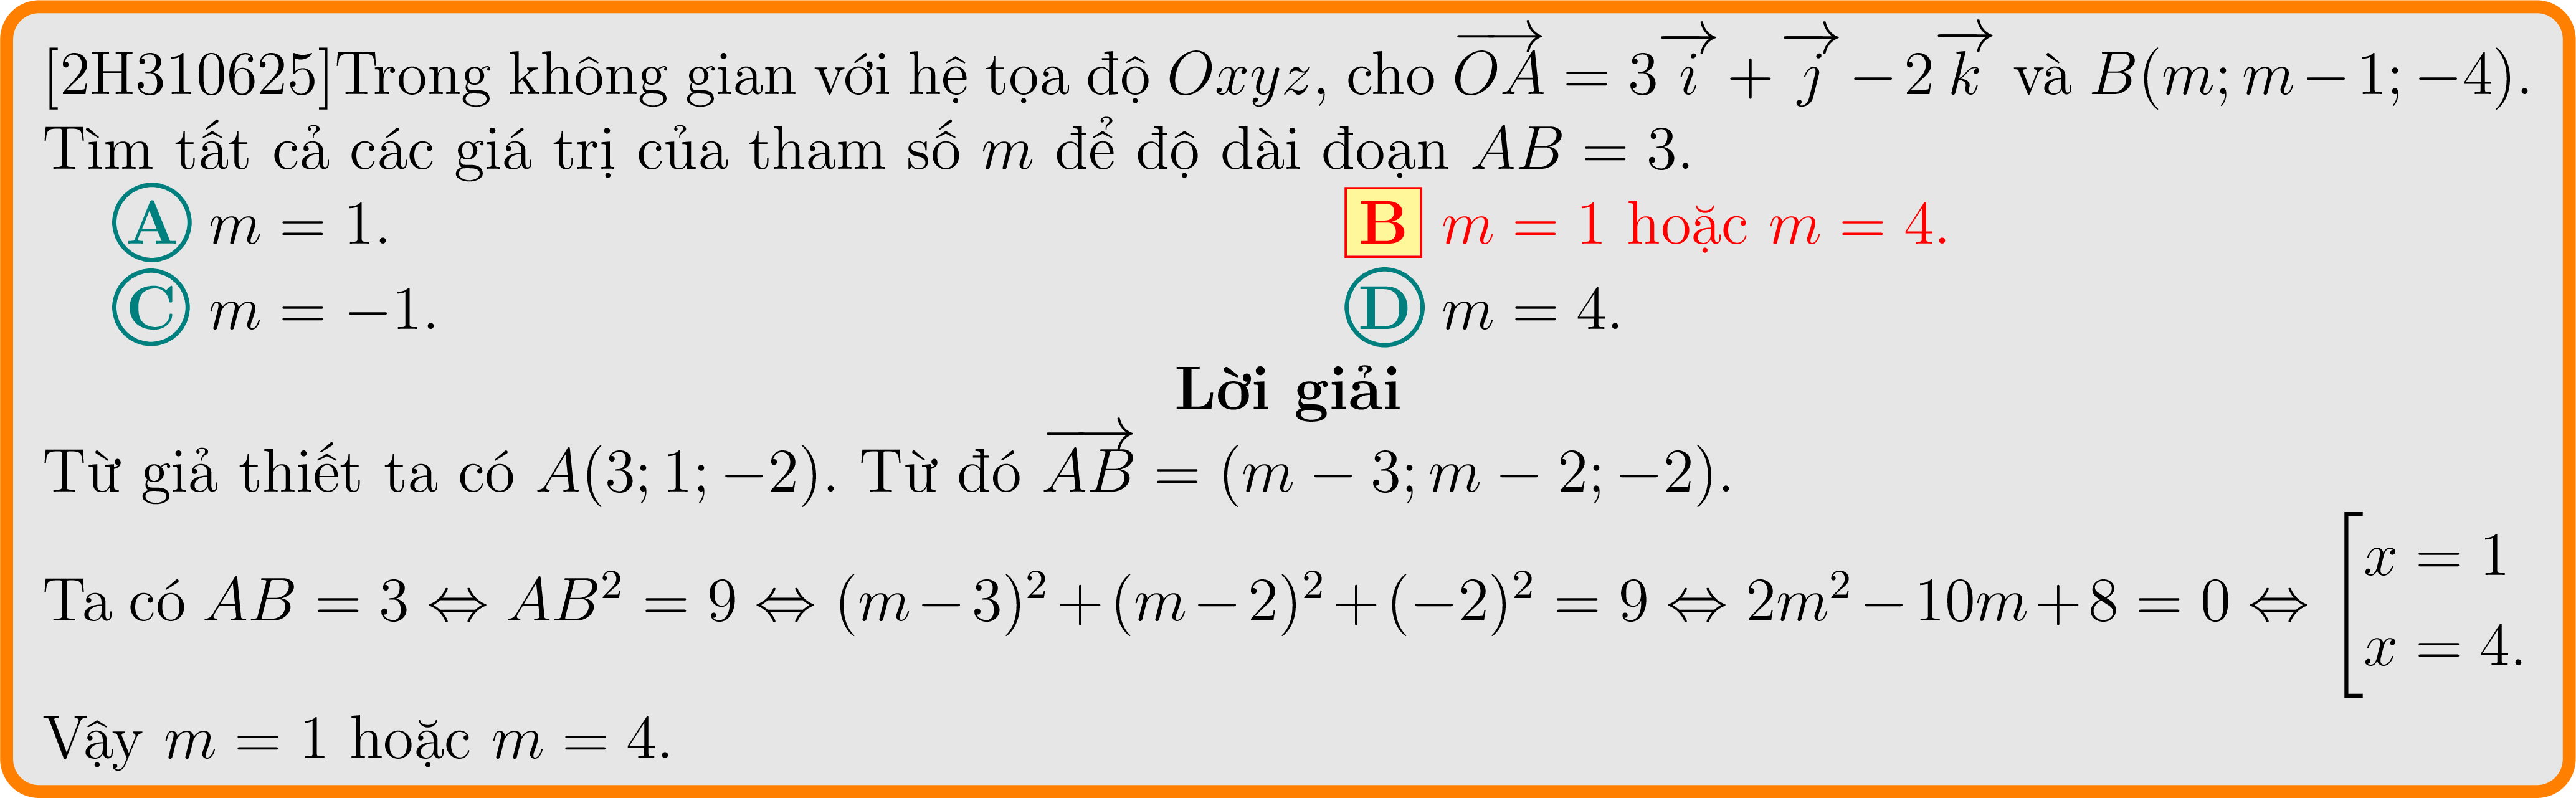 [2H310625]Trong không gian với hệ tọa độ $Oxyz$, cho $\overrightarrow{OA} = 3\overrightarrow{i} + \overrightarrow{j} - 2\overrightarrow{k}$ và $B(m; m-1; -4)$.
Tìm tất cả các giá trị của tham số $m$ để độ dài đoạn $AB = 3$.
A $m = 1$. B $m = 1$ hoặc $m = 4$.
C $m = -1$. D $m = 4$.
Lời giải
Từ giả thiết ta có $A(3; 1; -2)$. Từ đó $\overrightarrow{AB} = (m - 3; m - 2; -2)$.
Ta có $AB = 3 \Leftrightarrow AB^2 = 9 \Leftrightarrow (m-3)^2 + (m-2)^2 + (-2)^2 = 9 \Leftrightarrow 2m^2 - 10m + 8 = 0 \Leftrightarrow \left[\begin{array}{l} x = 1 \\ x = 4. \end{array}\right.$
Vậy $m = 1$ hoặc $m = 4$.